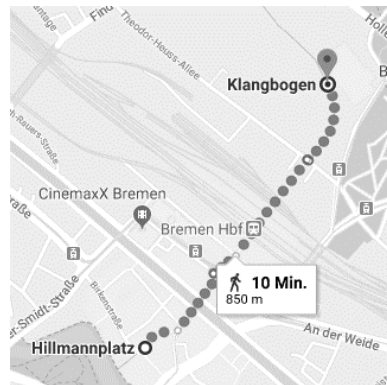 Theodor-Heuss-Allee
Klangbogen
CinemaxX Bremen
Bremen Hbf
Birkenstraße
10 Min.
850 m
An der Weide
Hillmannplatz